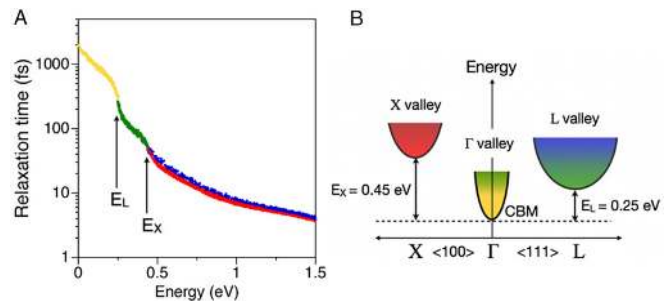 A
Relaxation time (fs)
1000
100
10
1
E_L
E_X
0
0.5
1
1.5
Energy (eV)
B
Energy
X valley
L valley
Γ valley
E_X = 0.45 eV
CBM
E_L = 0.25 eV
X <100> Γ <111> L